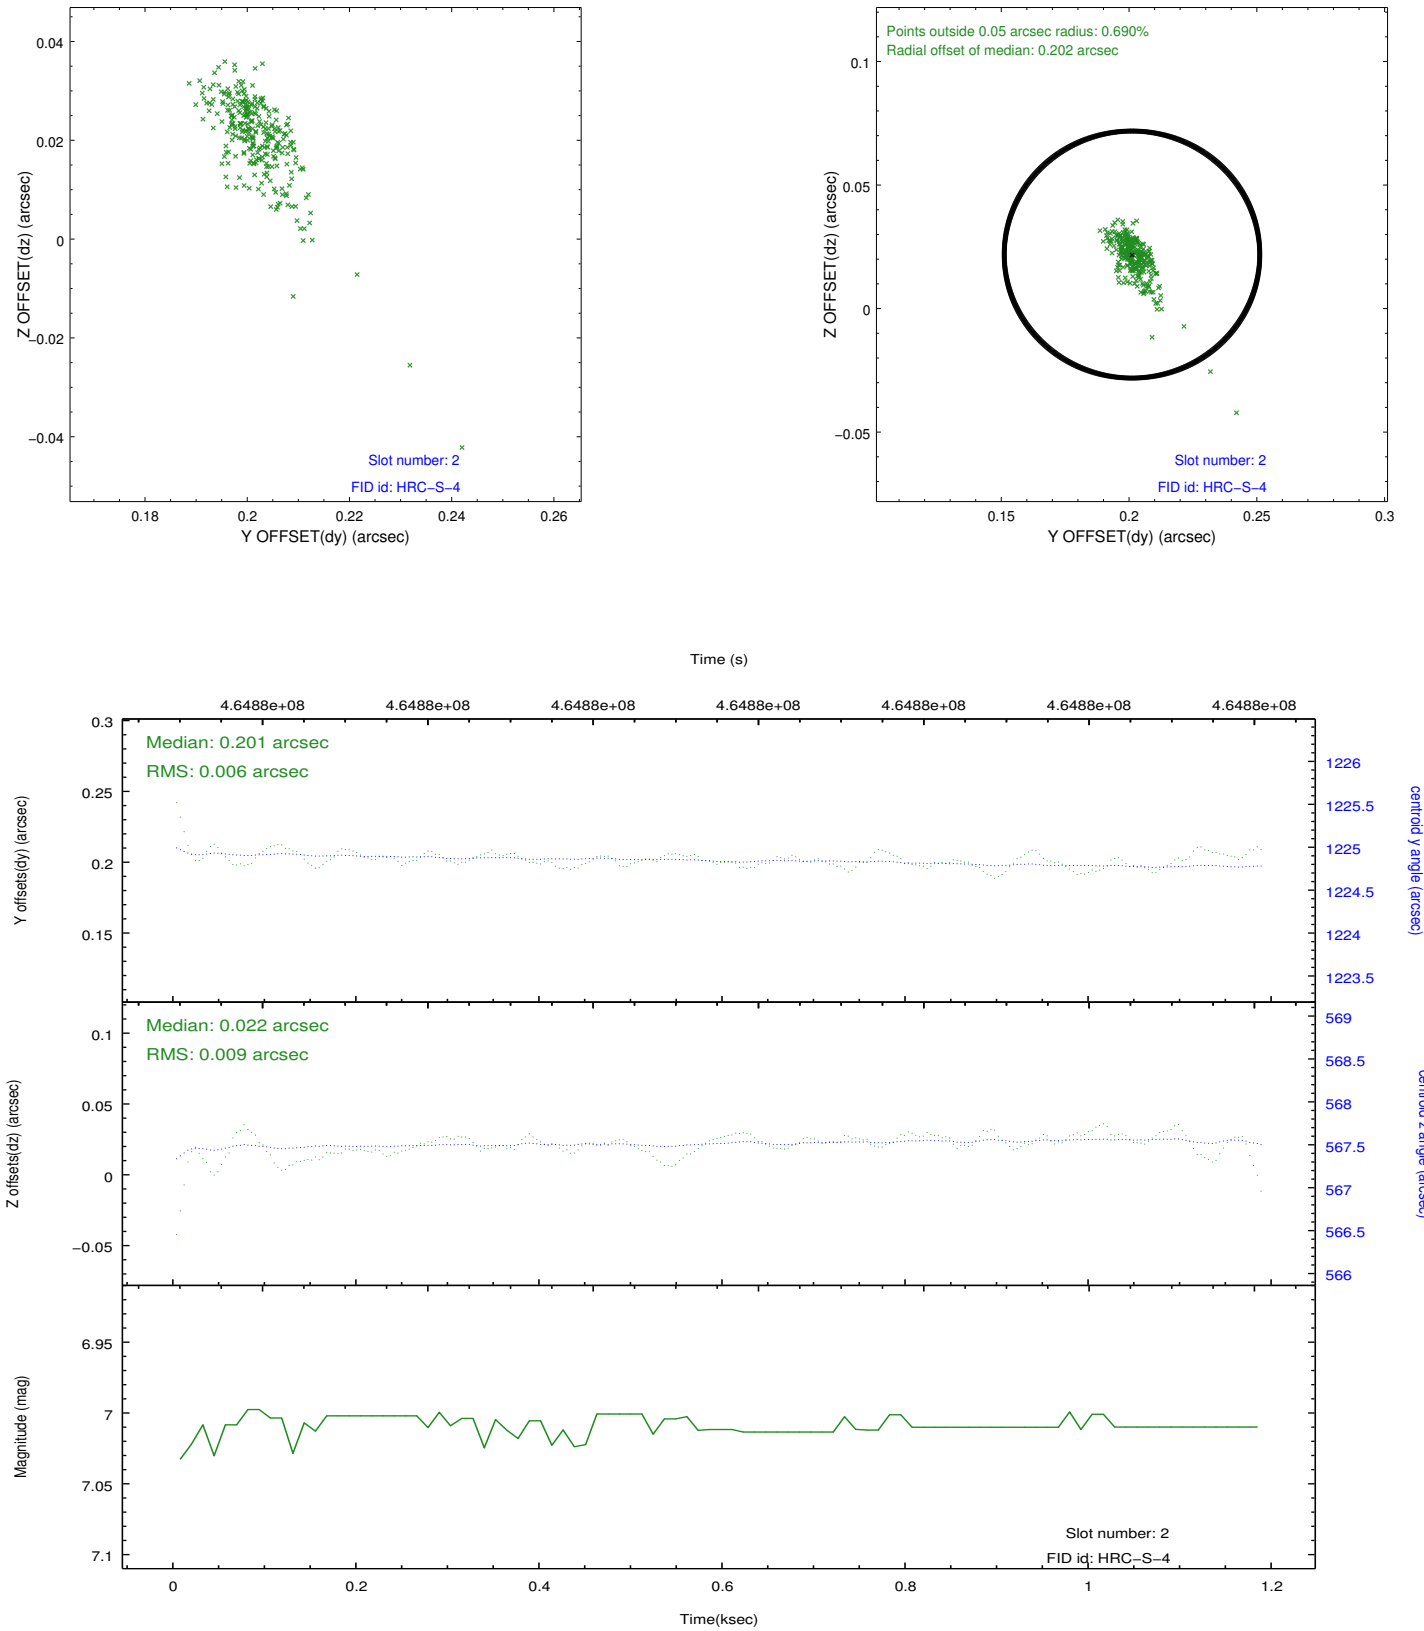 0.04
0.02
0
−0.02
−0.04
Z OFFSET(dz) (arcsec)
Slot number: 2
FID id: HRC−S−4
0.18
0.2
0.22
0.24
0.26
Y OFFSET(dy) (arcsec)
Points outside 0.05 arcsec radius: 0.690%
Radial offset of median: 0.202 arcsec
0.1
0.05
0
−0.05
Z OFFSET(dz) (arcsec)
Slot number: 2
FID id: HRC−S−4
0.15
0.2
0.25
0.3
Y OFFSET(dy) (arcsec)
Time (s)
4.6488e+08
4.6488e+08
4.6488e+08
4.6488e+08
4.6488e+08
4.6488e+08
4.6488e+08
Median: 0.201 arcsec
RMS: 0.006 arcsec
0.3
0.25
0.2
0.15
Y offsets(dy) (arcsec)
1226
1225.5
1225
1224.5
1224
1223.5
centroid y angle (arcsec)
Median: 0.022 arcsec
RMS: 0.009 arcsec
0.1
0.05
0
−0.05
Z offsets(dz) (arcsec)
569
568.5
568
567.5
567
566.5
566
centroid z angle (arcsec)
6.95
7
7.05
7.1
Magnitude (mag)
Slot number: 2
FID id: HRC−S−4
0
0.2
0.4
0.6
0.8
1
1.2
Time(ksec)